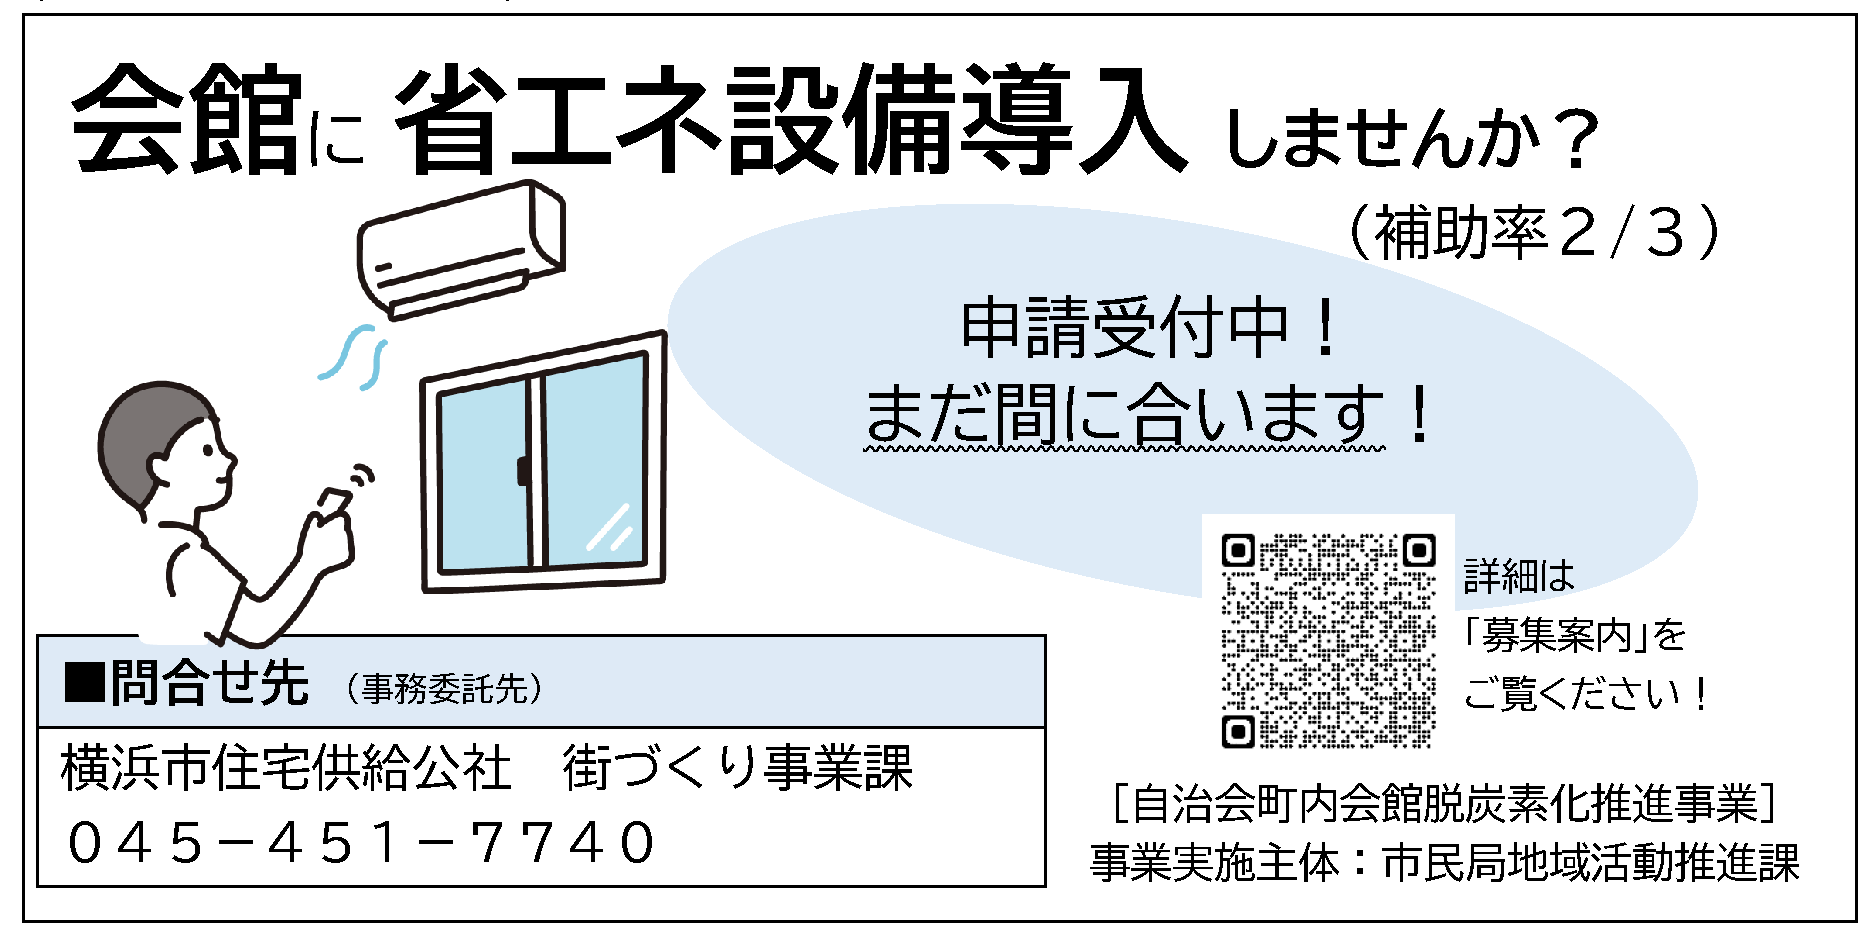 会館に 省エネ設備導入 しませんか？
（補助率２/３）
申請受付中！
まだ間に合います！
詳細は
「募集案内」を
ご覧ください！
■問合せ先 （事務委託先）
横浜市住宅供給公社　街づくり事業課
０４５－４５１－７７４０
［自治会町内会館脱炭素化推進事業］
事業実施主体：市民局地域活動推進課